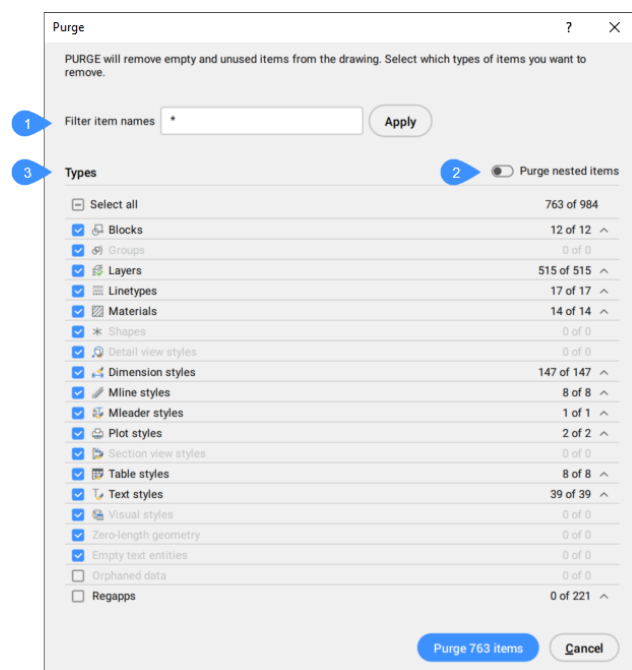 Purge ?
PURGE will remove empty and unused items from the drawing. Select which types of items you want to
remove.
1 Filter item names * Apply
3 Types 2 Purge nested items
Select all 763 of 984
Blocks 12 of 12
Groups 0 of 0
Layers 515 of 515
Linetypes 17 of 17
Materials 14 of 14
Shapes 0 of 0
Detail view styles 0 of 0
Dimension styles 147 of 147
Mline styles 8 of 8
Mleader styles 1 of 1
Plot styles 2 of 2
Section view styles 0 of 0
Table styles 8 of 8
Text styles 39 of 39
Visual styles 0 of 0
Zero-length geometry 0 of 0
Empty text entities 0 of 0
Orphaned data 0 of 0
Regapps 0 of 221
Purge 763 items Cancel